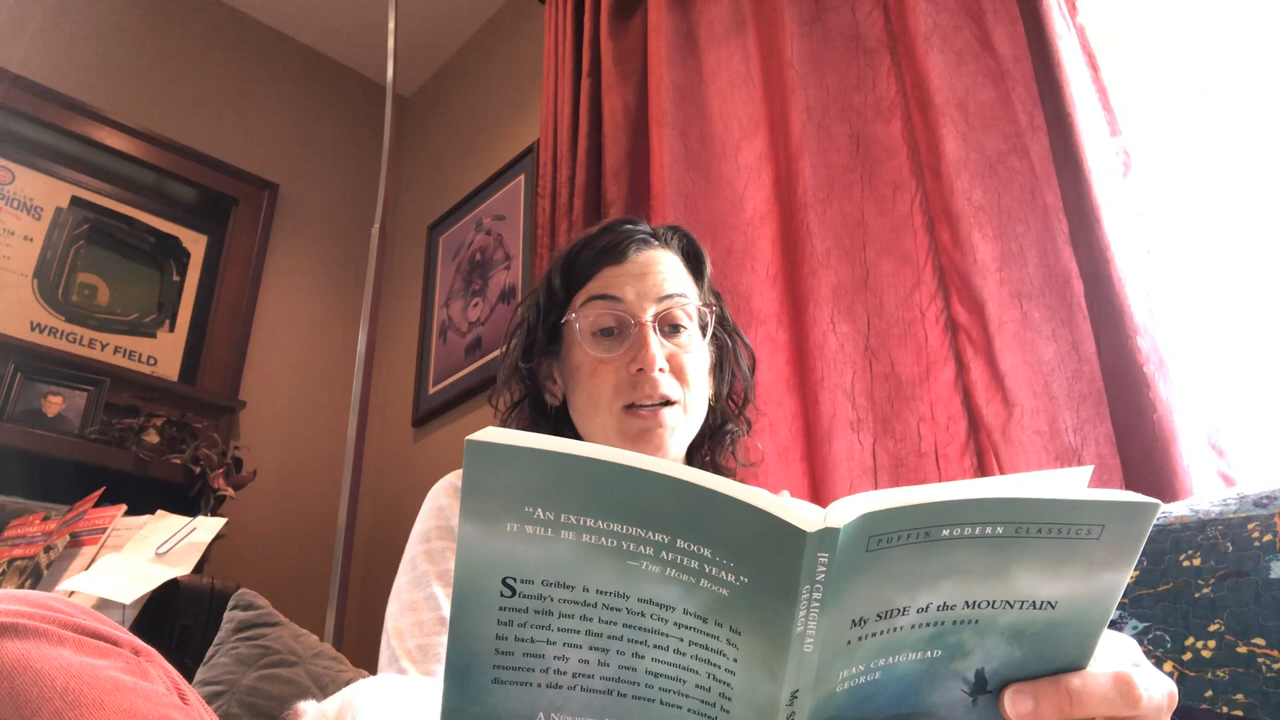 PIONS
114-64
WRIGLEY FIELD
"AN EXTRAORDINARY BOOK....
IT WILL BE READ YEAR AFTER YEAR."
—THE HORN BOOK
Sam Gribley is terribly unhappy living in his
family's crowded New York City apartment. So,
armed with just the bare necessities—a penknife, a
ball of cord, some flint and steel, and the clothes on
his back—he runs away to the mountains. There,
Sam must rely on his own ingenuity and the
resources of the great outdoors to survive—and he
discovers a side of himself he never knew existed.
A NEWBERY
JEAN CRAIGHEAD
GEORGE
My S
PUFFIN MODERN CLASSICS
My SIDE of the MOUNTAIN
A NEWBERY HONOR BOOK
JEAN CRAIGHEAD
GEORGE